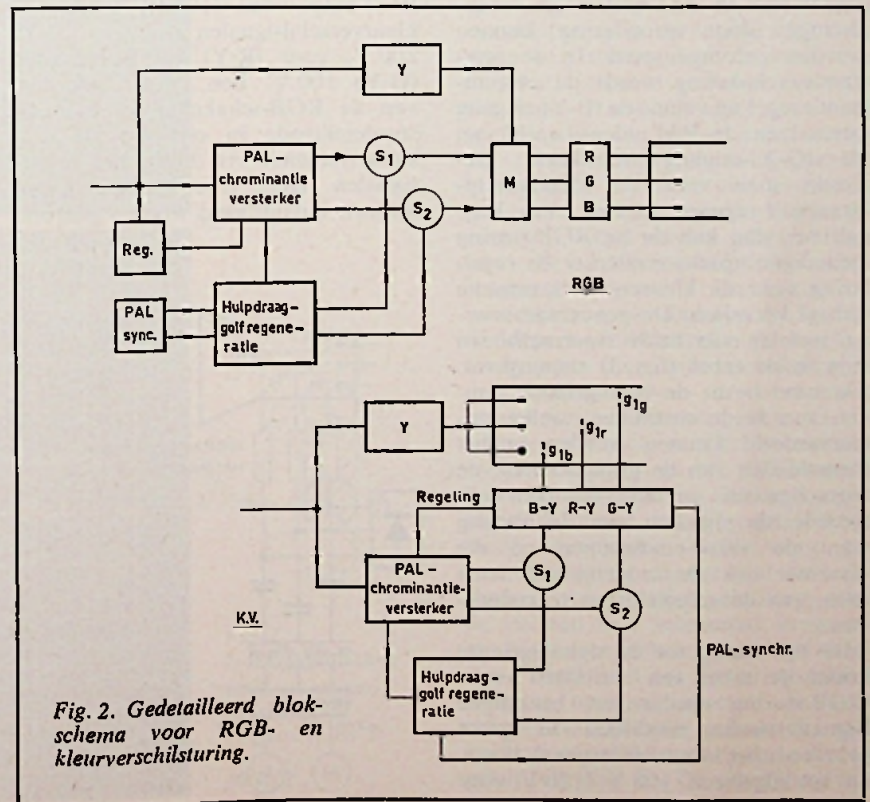 Y
PAL-
chrominantie
versterker
S1
S2
M
R
G
B
Reg.
PAL
sync.
Hulpdraag-
golf regene-
ratie
RGB
Y
g1g
g1r
g1b
Regeling
B-Y R-Y G-Y
PAL-
chrominantie-
versterker
S1
S2
K.V.
PAL-synchr.
Hulpdraag-
golf regene-
ratie
Fig. 2. Gedetailleerd blok-
schema voor RGB- en
kleurverschilsturing.